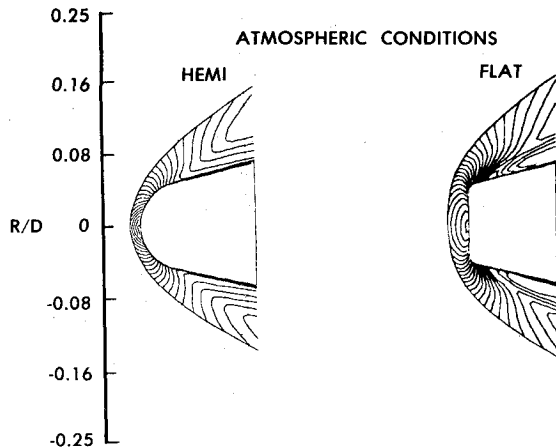 0.25
ATMOSPHERIC CONDITIONS
HEMI
FLAT
0.16
0.08
R/D
0
-0.08
-0.16
-0.25